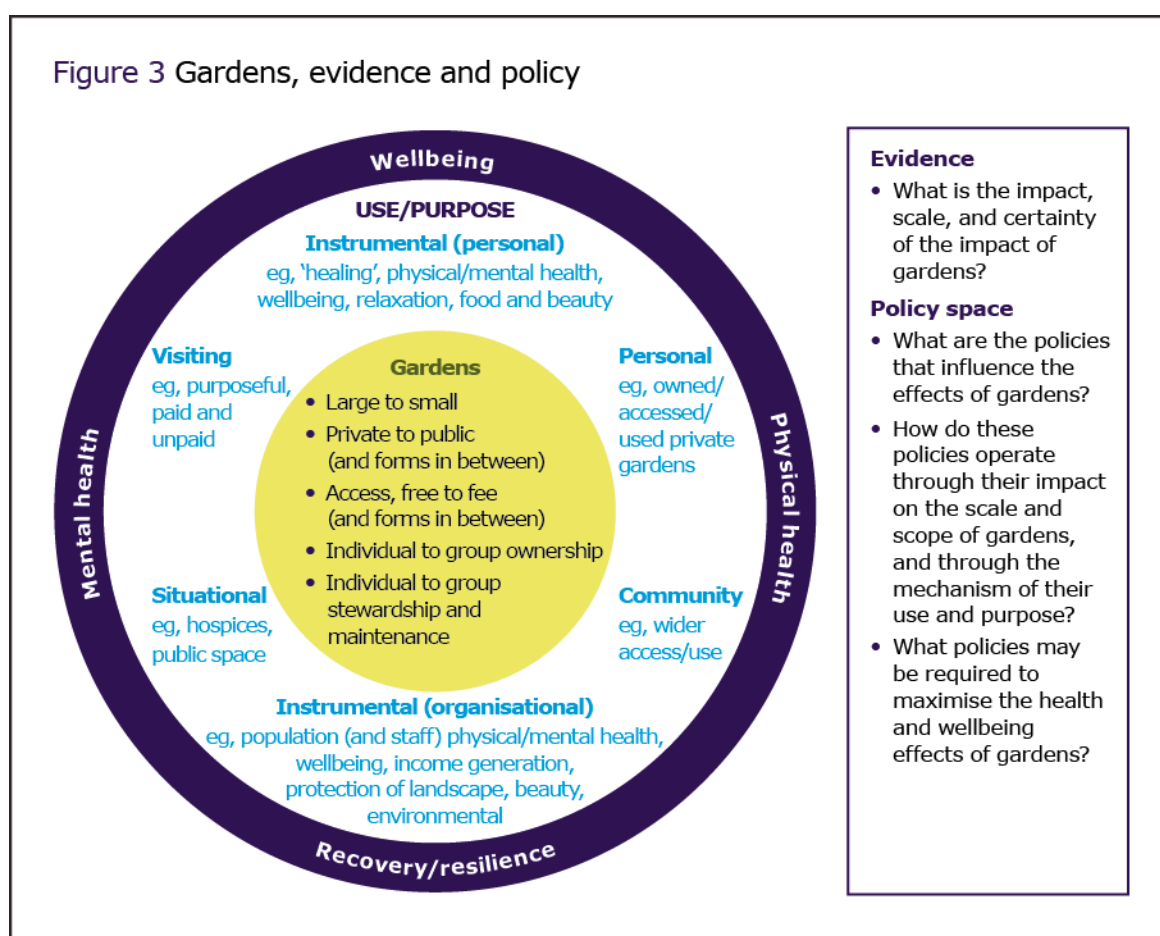 Figure 3 Gardens, evidence and policy
Wellbeing
USE/PURPOSE
Instrumental (personal)
eg, ‘healing’, physical/mental health,
wellbeing, relaxation, food and beauty
Visiting
eg, purposeful,
paid and
unpaid
Personal
eg, owned/
accessed/
used private
gardens
Gardens
• Large to small
• Private to public
(and forms in between)
• Access, free to fee
(and forms in between)
• Individual to group ownership
• Individual to group
stewardship and
maintenance
Mental health
Physical health
Situational
eg, hospices,
public space
Community
eg, wider
access/use
Instrumental (organisational)
eg, population (and staff) physical/mental health,
wellbeing, income generation,
protection of landscape, beauty,
environmental
Recovery/resilience
Evidence
• What is the impact,
scale, and certainty
of the impact of
gardens?
Policy space
• What are the policies
that influence the
effects of gardens?
• How do these
policies operate
through their impact
on the scale and
scope of gardens,
and through the
mechanism of their
use and purpose?
• What policies may
be required to
maximise the health
and wellbeing
effects of gardens?